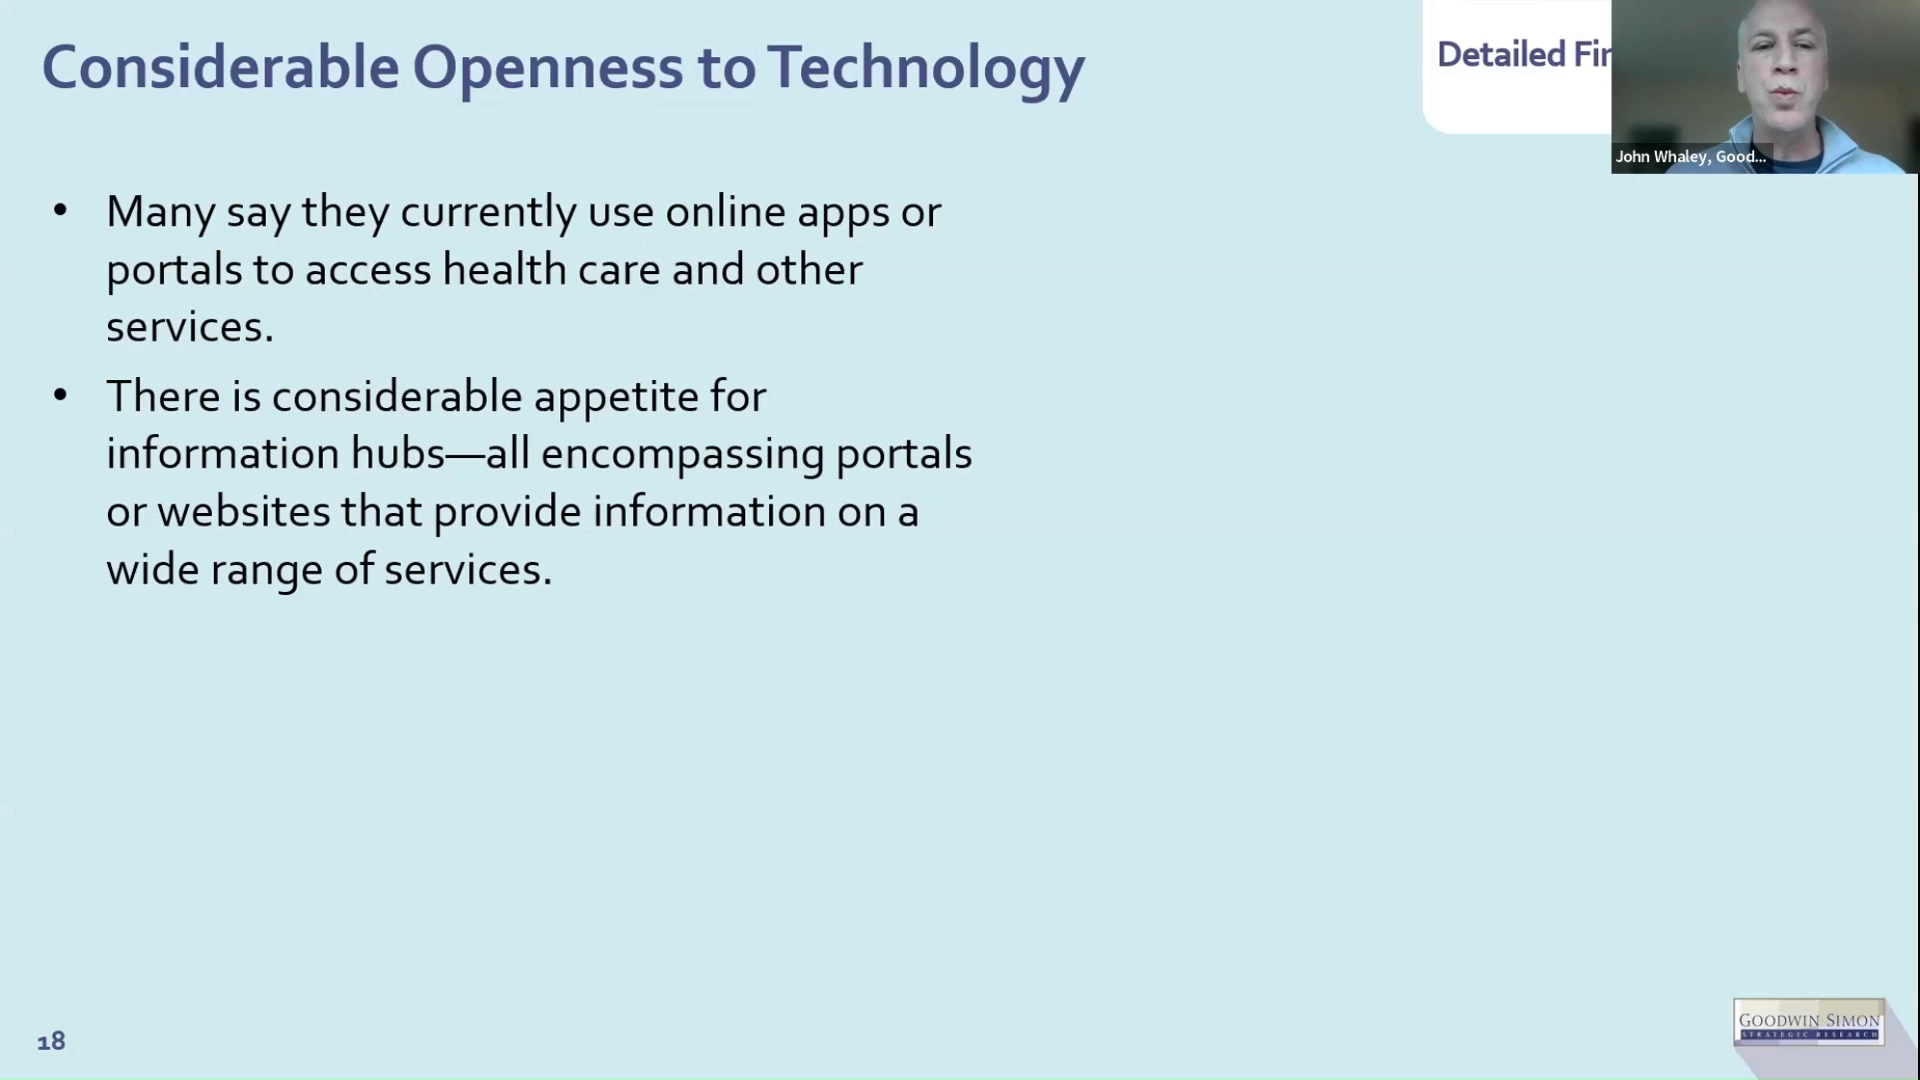 Considerable Openness to Technology
Detailed
John Whaley, Good...
• Many say they currently use online apps or
portals to access health care and other
services.
• There is considerable appetite for
information hubs—all encompassing portals
or websites that provide information on a
wide range of services.
18
GOODWIN SIMON
STRATEGIC RESEARCH